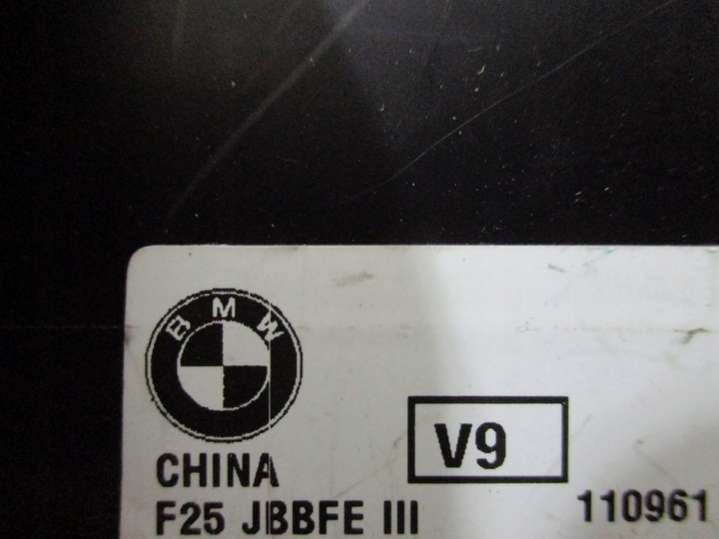 BMW
V9
CHINA
F25 JBBFE III 110961